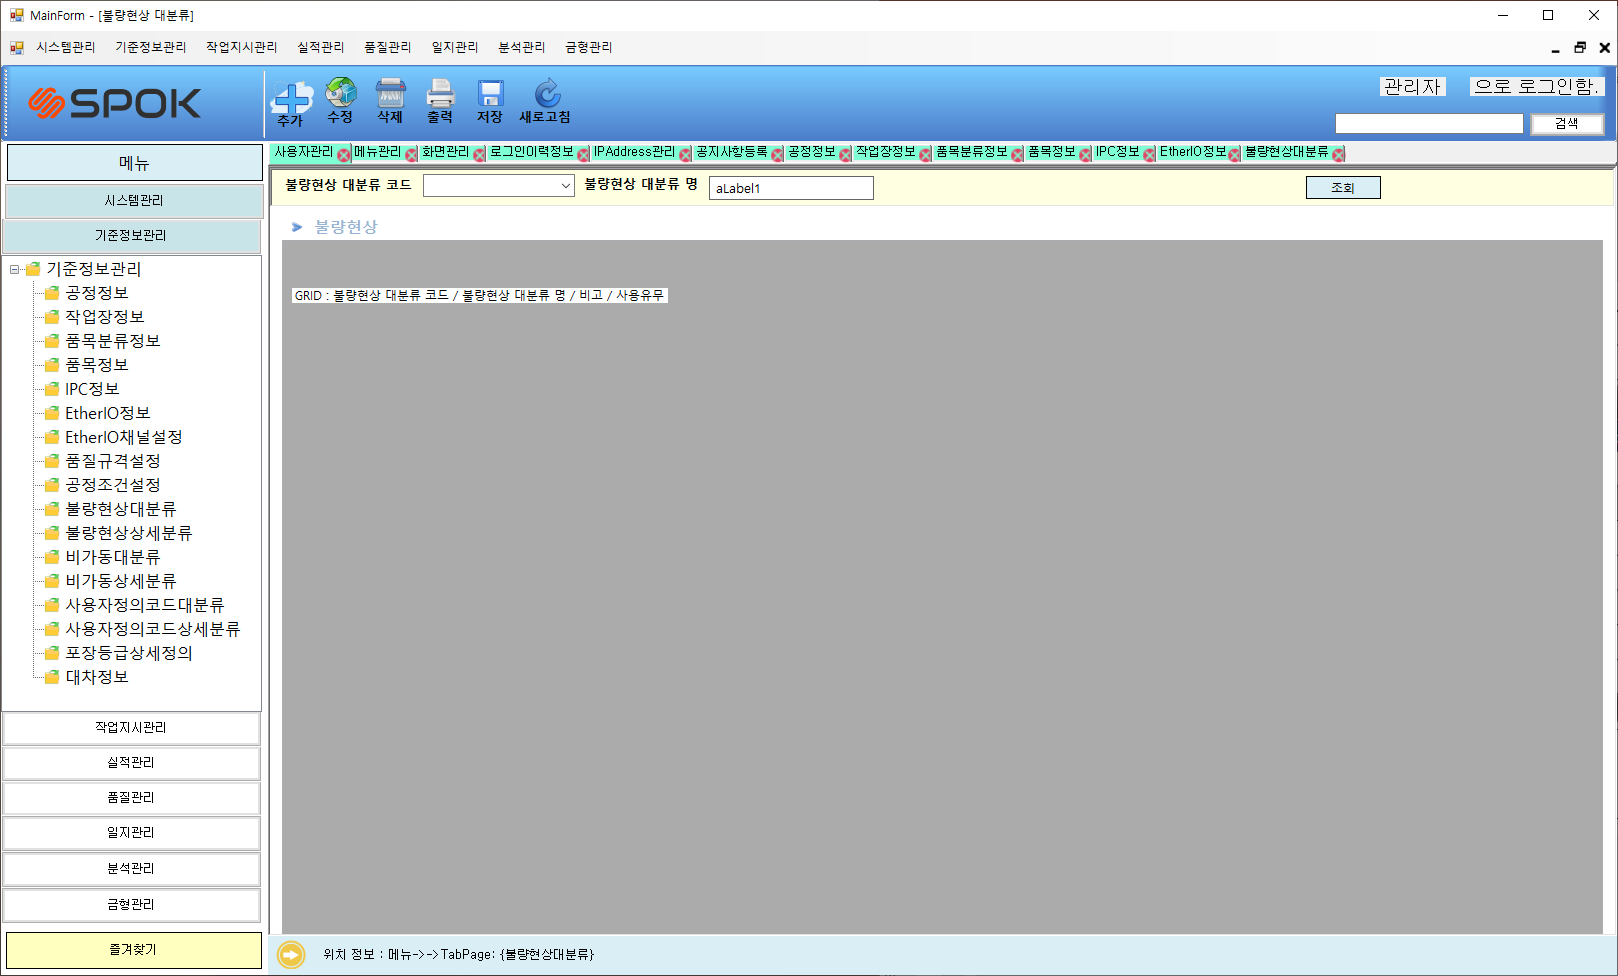 MainForm - [불량현상 대분류]
시스템관리 기준정보관리 작업지시관리 실적관리 품질관리 일지관리 분석관리 금형관리
SPOK
추가 수정 삭제 출력 저장 새로고침
관리자 으로 로그인함.
검색
메뉴
사용자관리 메뉴관리 화면관리 로그인이력정보 IPAddress관리 공지사항등록 공정정보 작업장정보 품목분류정보 품목정보 IPC정보 EtherIO정보 불량현상대분류
불량현상 대분류 코드 불량현상 대분류 명 aLabel1 조회
불량현상
GRID : 불량현상 대분류 코드 / 불량현상 대분류 명 / 비고 / 사용유무
시스템관리
기준정보관리
기준정보관리
공정정보
작업장정보
품목분류정보
품목정보
IPC정보
EtherIO정보
EtherIO채널설정
품질규격설정
공정조건설정
불량현상대분류
불량현상상세분류
비가동대분류
비가동상세분류
사용자정의코드대분류
사용자정의코드상세분류
포장등급상세정의
대차정보
작업지시관리
실적관리
품질관리
일지관리
분석관리
금형관리
즐겨찾기
위치 정보 : 메뉴->->TabPage: {불량현상대분류}